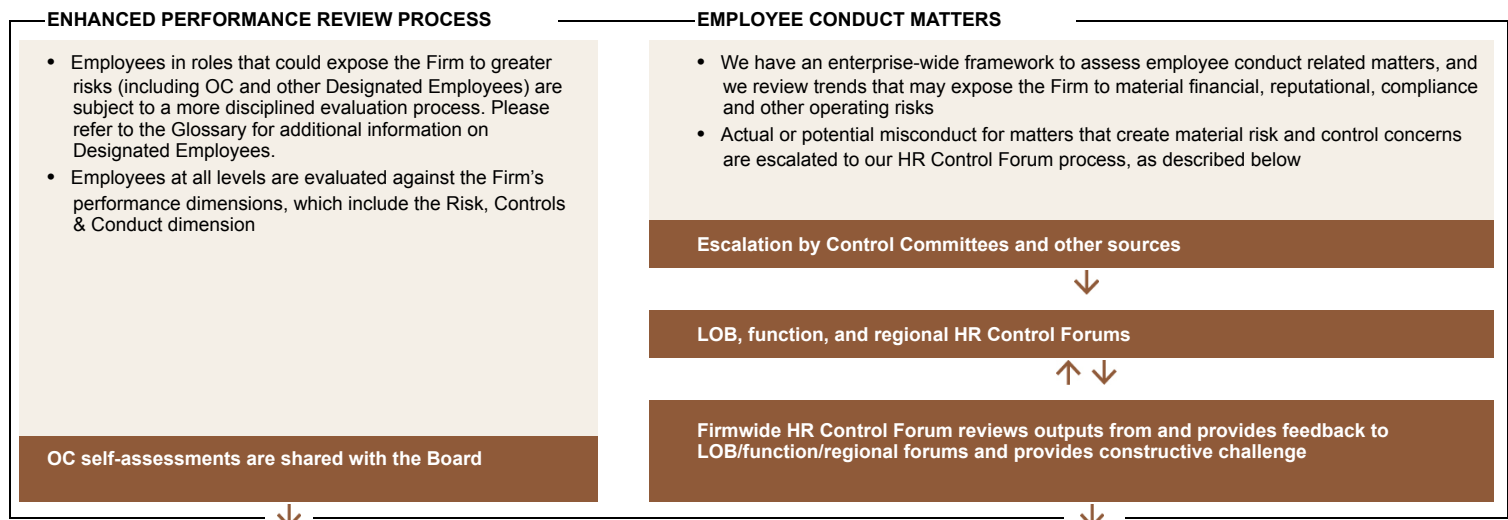 ENHANCED PERFORMANCE REVIEW PROCESS
• Employees in roles that could expose the Firm to greater
risks (including OC and other Designated Employees) are
subject to a more disciplined evaluation process. Please
refer to the Glossary for additional information on
Designated Employees.
• Employees at all levels are evaluated against the Firm's
performance dimensions, which include the Risk, Controls
& Conduct dimension
OC self-assessments are shared with the Board
EMPLOYEE CONDUCT MATTERS
• We have an enterprise-wide framework to assess employee conduct related matters, and
we review trends that may expose the Firm to material financial, reputational, compliance
and other operating risks
• Actual or potential misconduct for matters that create material risk and control concerns
are escalated to our HR Control Forum process, as described below
Escalation by Control Committees and other sources
LOB, function, and regional HR Control Forums
Firmwide HR Control Forum reviews outputs from and provides feedback to
LOB/function/regional forums and provides constructive challenge